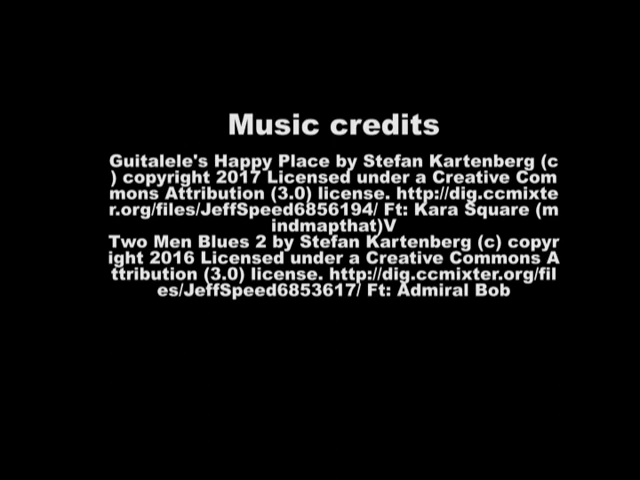 Music credits
Guitalele's Happy Place by Stefan Kartenberg (c
) copyright 2017 Licensed under a Creative Com
mons Attribution (3.0) license. http://dig.ccmixte
r.org/files/JeffSpeed6856194/ Ft: Kara Square (m
indmapthat)V
Two Men Blues 2 by Stefan Kartenberg (c) copyr
ight 2016 Licensed under a Creative Commons A
ttribution (3.0) license. http://dig.ccmixter.org/fil
es/JeffSpeed6853617/ Ft: Admiral Bob